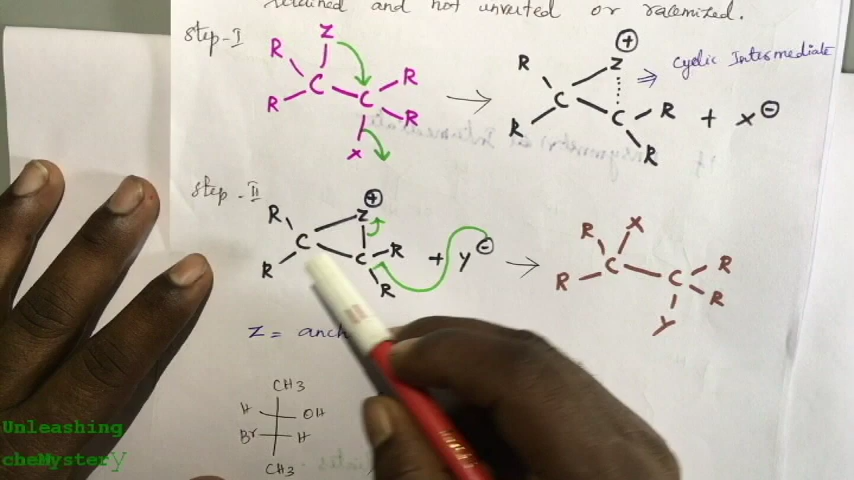 retained and not inverted or racemized.
step-I
Z
R
R C
C R
R
X
⊕
R Z
C
R C R
R
⇒ Cyclic Intermediate
+ X⊖
step-II
⊕
R Z
C
R C R
R
+ Y⊖
R X
R C
C R
R
Y
Z = anch
CH3
H OH
Br H
CH3
Unleashing
cheMystery